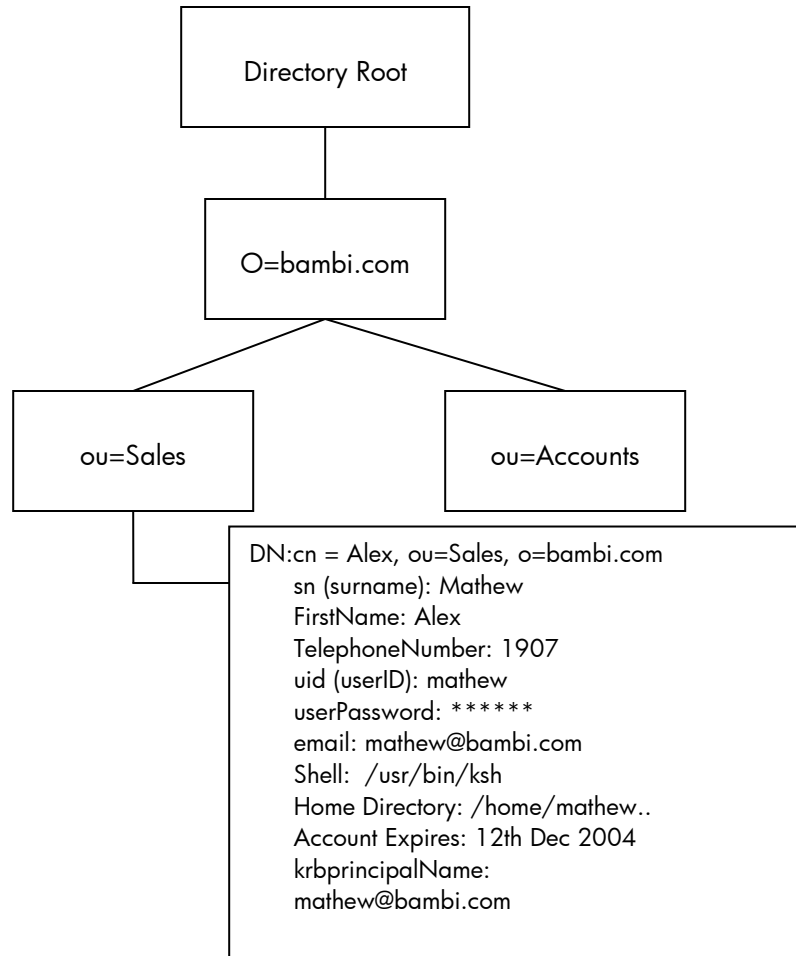 Directory Root
O=bambi.com
ou=Sales
ou=Accounts
DN:cn = Alex, ou=Sales, o=bambi.com
sn (surname): Mathew
FirstName: Alex
TelephoneNumber: 1907
uid (userID): mathew
userPassword: ******
email: mathew@bambi.com
Shell: /usr/bin/ksh
Home Directory: /home/mathew..
Account Expires: 12th Dec 2004
krbprincipalName:
mathew@bambi.com